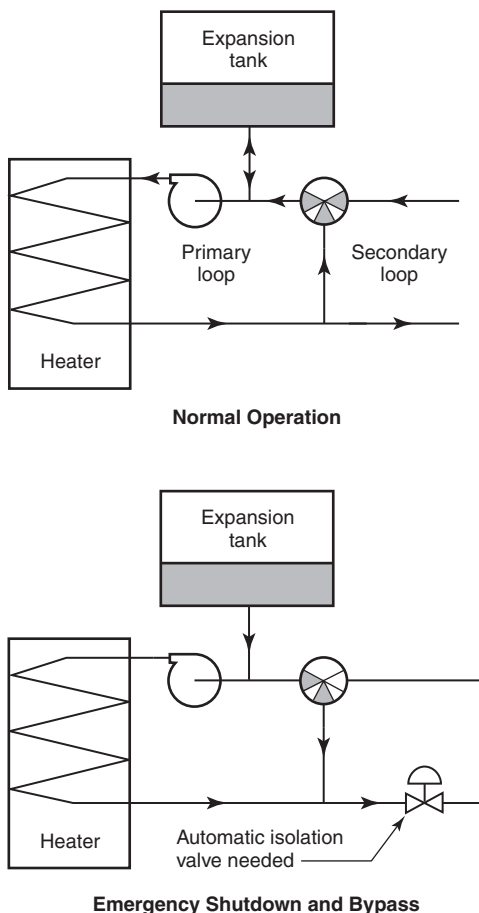 Expansion
tank
Primary
loop
Secondary
loop
Heater
Normal Operation
Expansion
tank
Heater
Automatic isolation
valve needed
Emergency Shutdown and Bypass